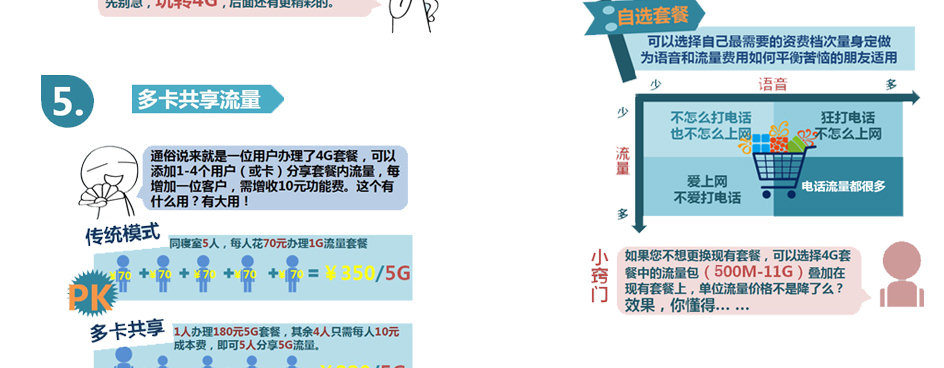 先别急，玩转4G，后面还有更精彩的。
5.
多卡共享流量
通俗说来就是一位用户办理了4G套餐，可以
添加1-4个用户（或卡）分享套餐内流量，每
增加一位客户，需增收10元功能费。这个有
什么用？有大用！
传统模式
同寝室5人，每人花70元办理1G流量套餐
¥70 + ¥70 + ¥70 + ¥70 + ¥70 = ¥350/5G
PK
多卡共享
1人办理180元5G套餐，其余4人只需每人10元
成本费，即可5人分享5G流量。
自选套餐
可以选择自己最需要的资费档次量身定做
为语音和流量费用如何平衡苦恼的朋友适用
少 语音 多
少
流量
多
不怎么打电话
也不怎么上网
狂打电话
不怎么上网
爱上网
不爱打电话
电话流量都很多
小窍门
如果您不想更换现有套餐，可以选择4G套
餐中的流量包（500M-11G）叠加在
现有套餐上，单位流量价格不是降了么？
效果，你懂得... ...